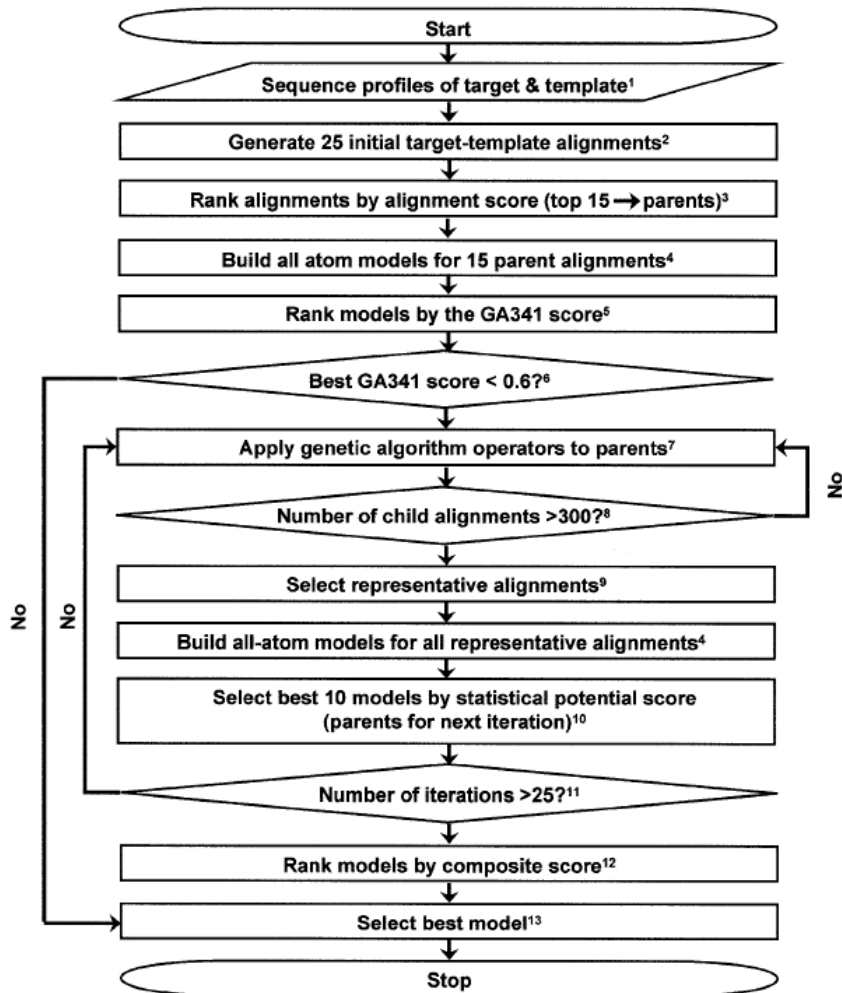 Start
Sequence profiles of target & template¹
Generate 25 initial target-template alignments²
Rank alignments by alignment score (top 15 → parents)³
Build all atom models for 15 parent alignments⁴
Rank models by the GA341 score⁵
Best GA341 score < 0.6?⁶
Apply genetic algorithm operators to parents⁷
No
Number of child alignments >300?⁸
Select representative alignments⁹
No
No
Build all-atom models for all representative alignments⁴
Select best 10 models by statistical potential score
(parents for next iteration)¹⁰
Number of iterations >25?¹¹
Rank models by composite score¹²
Select best model¹³
Stop